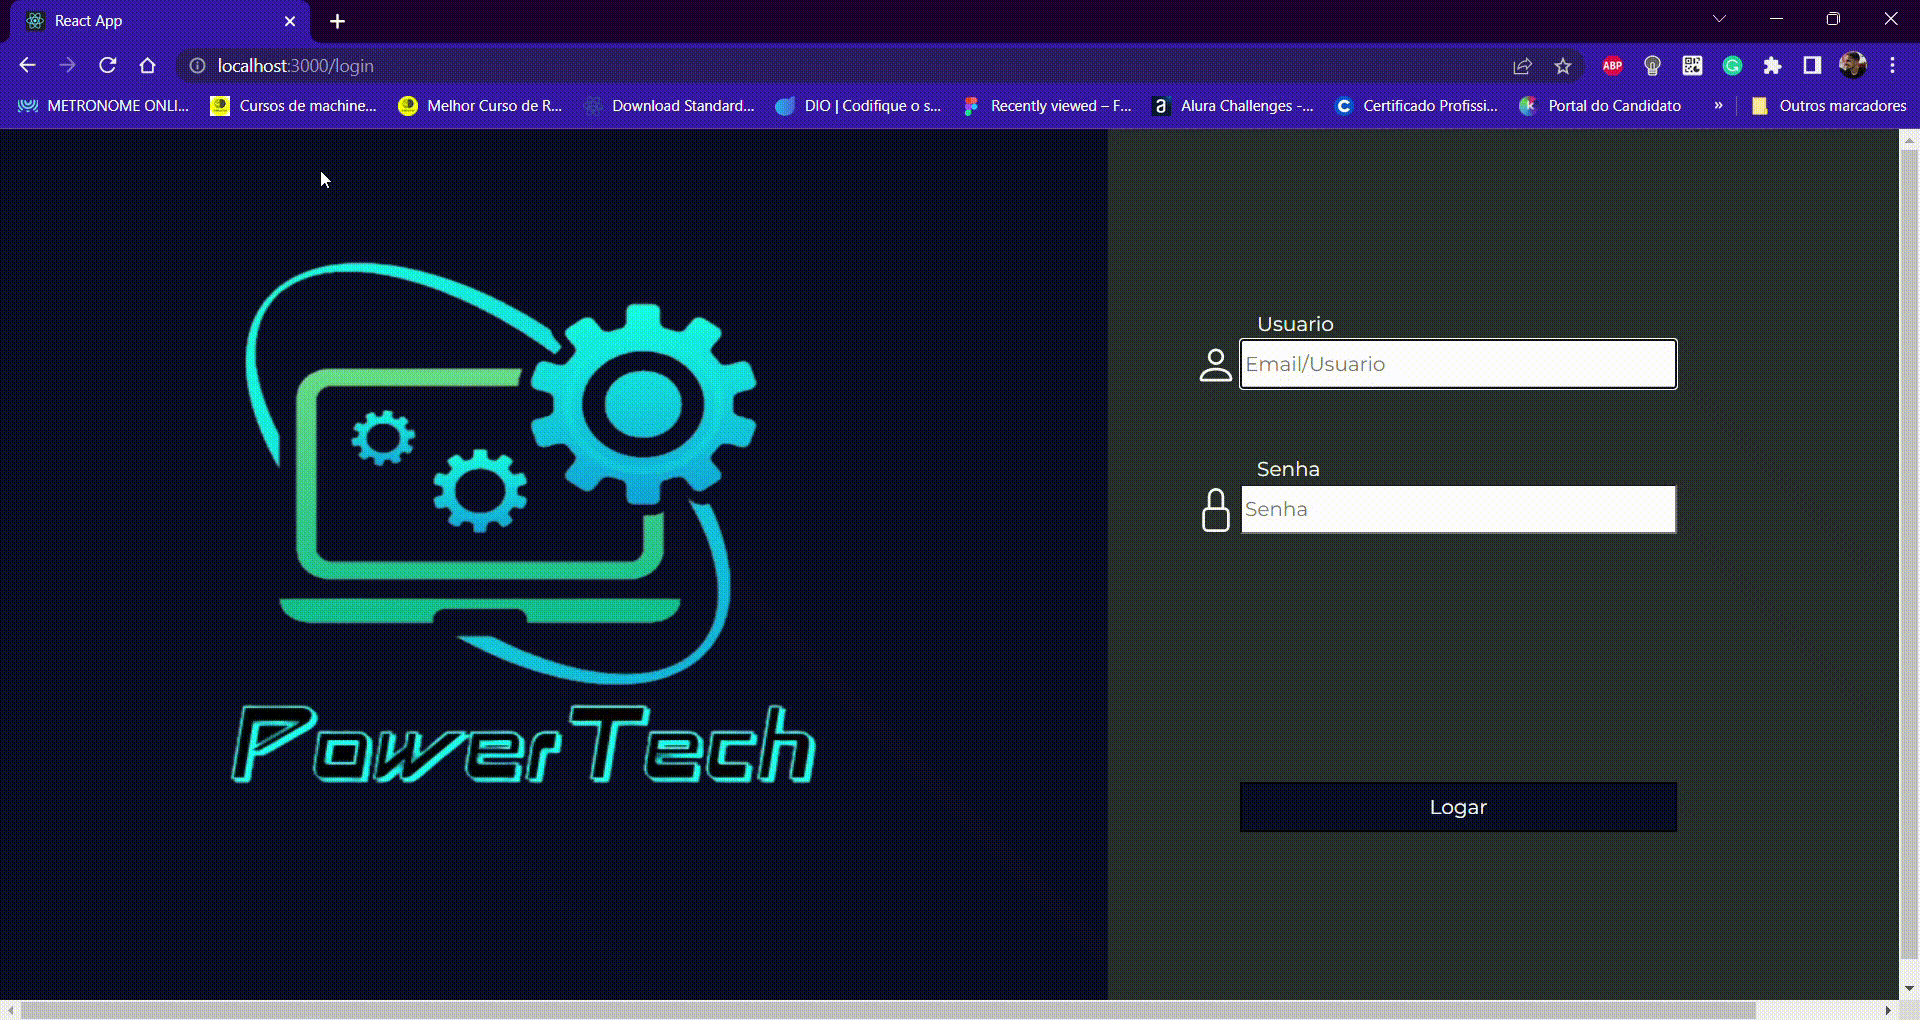 React App
localhost:3000/login
ABP
METRONOME ONLI...
Cursos de machine...
Melhor Curso de R...
Download Standard...
DIO | Codifique o s...
Recently viewed – F...
a
Alura Challenges -...
C
Certificado Profissi...
k
Portal do Candidato
»
Outros marcadores
Usuario
Email/Usuario
Senha
Senha
PowerTech
Logar